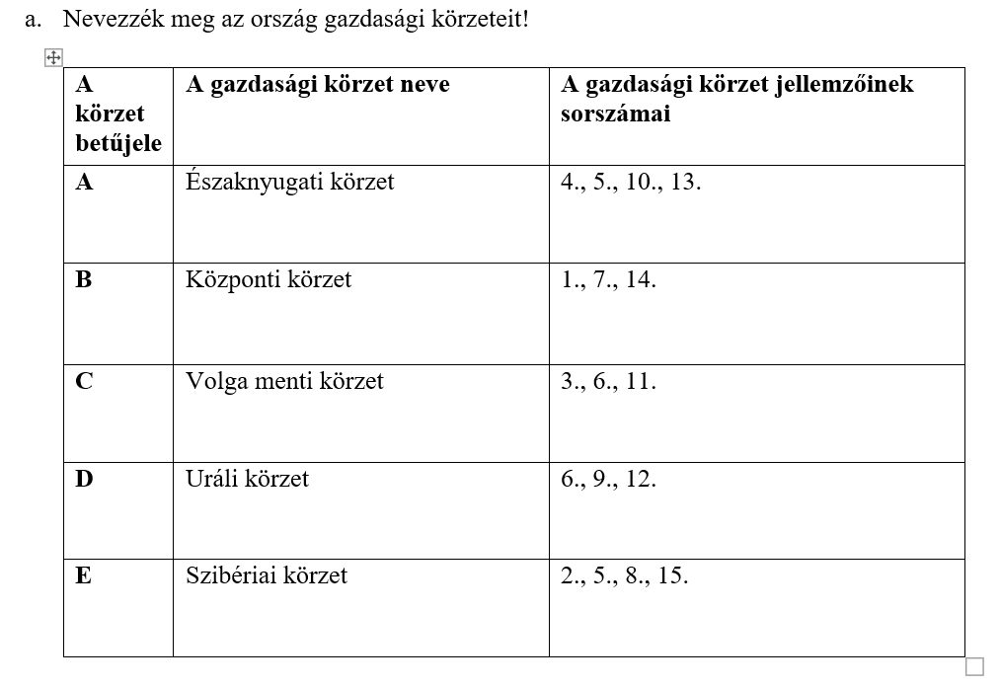 a. Nevezzék meg az ország gazdasági körzeteit!
A körzet betűjele
A gazdasági körzet neve
A gazdasági körzet jellemzőinek sorszámai
A
Északnyugati körzet
4., 5., 10., 13.
B
Központi körzet
1., 7., 14.
C
Volga menti körzet
3., 6., 11.
D
Uráli körzet
6., 9., 12.
E
Szibériai körzet
2., 5., 8., 15.